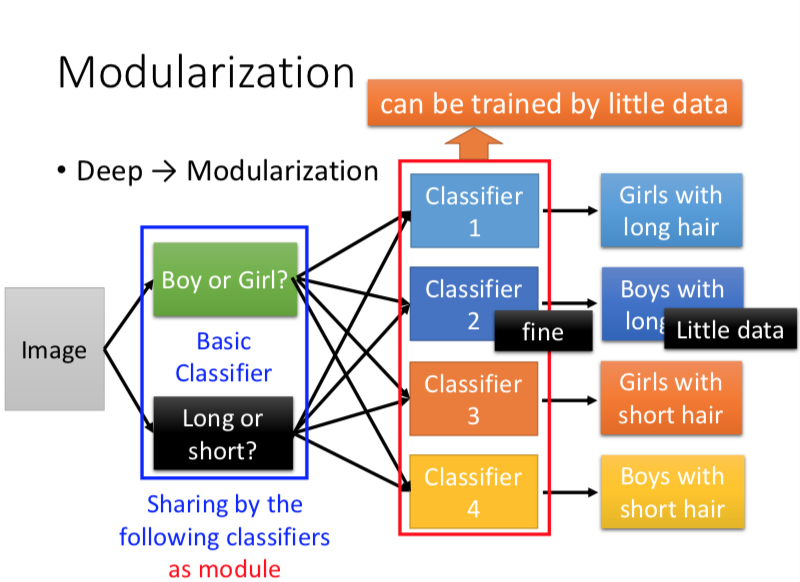 Modularization
can be trained by little data
• Deep → Modularization
Image
Boy or Girl?
Basic
Classifier
Long or
short?
Sharing by the
following classifiers
as module
Classifier
1
Girls with
long hair
Classifier
2
fine
Boys with
long
Little data
Classifier
3
Girls with
short hair
Classifier
4
Boys with
short hair